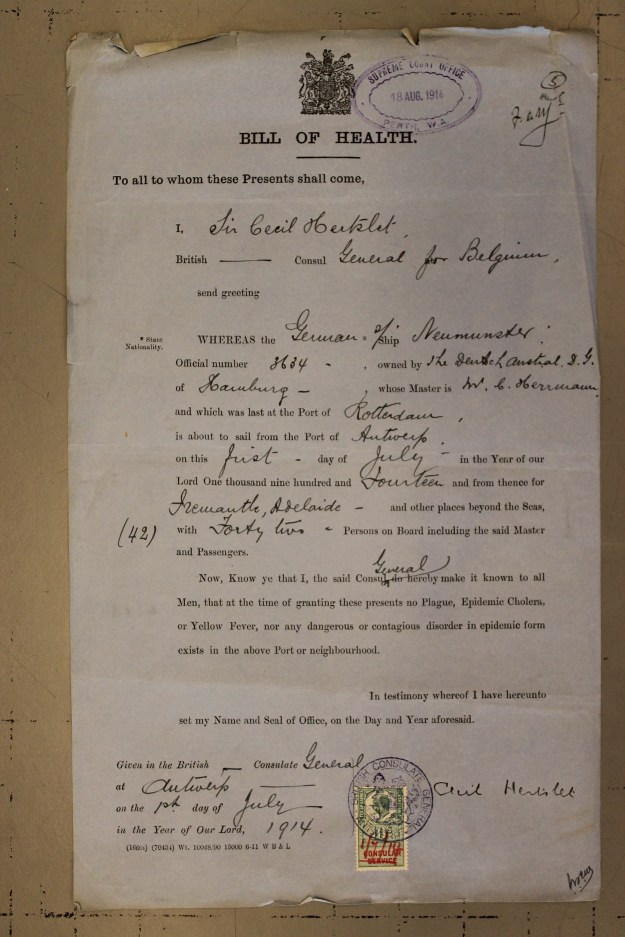 SUPREME COURT OFFICE
18 AUG. 1914
PERTH, W.A.
5
BILL OF HEALTH.
To all to whom these Presents shall come,
I, Sir Cecil Hertslet,
British — Consul General for Belgium,
send greeting
* State Nationality.
WHEREAS the German s/Ship Neumunster
Official number 3634 - , owned by The Deutsch Austral. D. G.
of Hamburg - , whose Master is W. C. Herrmann
and which was last at the Port of Rotterdam,
is about to sail from the Port of Antwerp
on this first - day of July - in the Year of our
Lord One thousand nine hundred and Fourteen and from thence for
Fremantle, Adelaide - and other places beyond the Seas,
(42) with Forty two - Persons on Board including the said Master
and Passengers.
General
Now, Know ye that I, the said Consul do hereby make it known to all
Men, that at the time of granting these presents no Plague, Epidemic Cholera,
or Yellow Fever, nor any dangerous or contagious disorder in epidemic form
exists in the above Port or neighbourhood.
In testimony whereof I have hereunto
set my Name and Seal of Office, on the Day and Year aforesaid.
Given in the British — Consulate General
at Antwerp
on the 1st day of July
in the Year of Our Lord, 1914.
BRITISH CONSULATE GENERAL
CONSULAR
SERVICE
Cecil Hertslet